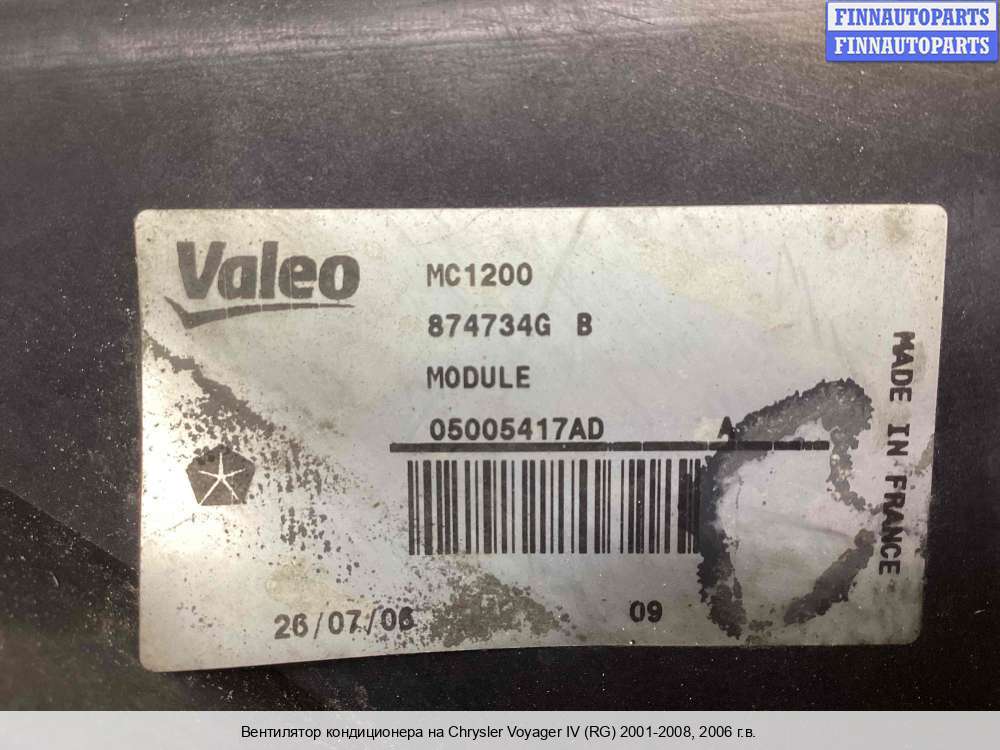 FINNAUTOPARTS
FINNAUTOPARTS
Valeo
MC1200
874734G B
MODULE
05005417AD A
MADE IN FRANCE
26/07/06
09
Вентилятор кондиционера на Chrysler Voyager IV (RG) 2001-2008, 2006 г.в.